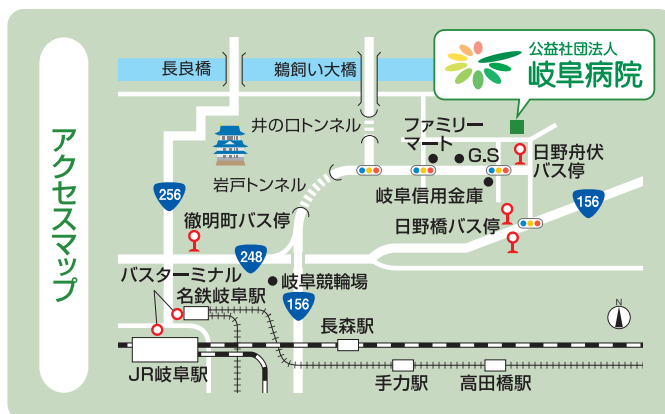 アクセスマップ
長良橋
鵜飼い大橋
公益社団法人
岐阜病院
井の口トンネル
ファミリー
マート
G.S
日野舟伏
バス停
岩戸トンネル
岐阜信用金庫
256
156
徹明町バス停
日野橋バス停
248
バスターミナル
名鉄岐阜駅
岐阜競輪場
156
N
長森駅
JR岐阜駅
手力駅
高田橋駅